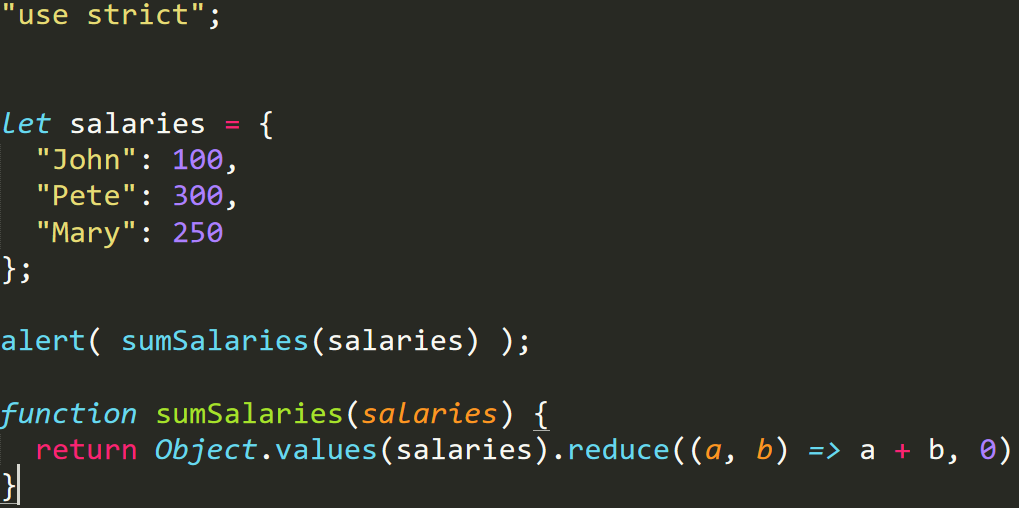 "use strict";
let salaries = {
  "John": 100,
  "Pete": 300,
  "Mary": 250
};
alert( sumSalaries(salaries) );
function sumSalaries(salaries) {
  return Object.values(salaries).reduce((a, b) => a + b, 0)
}